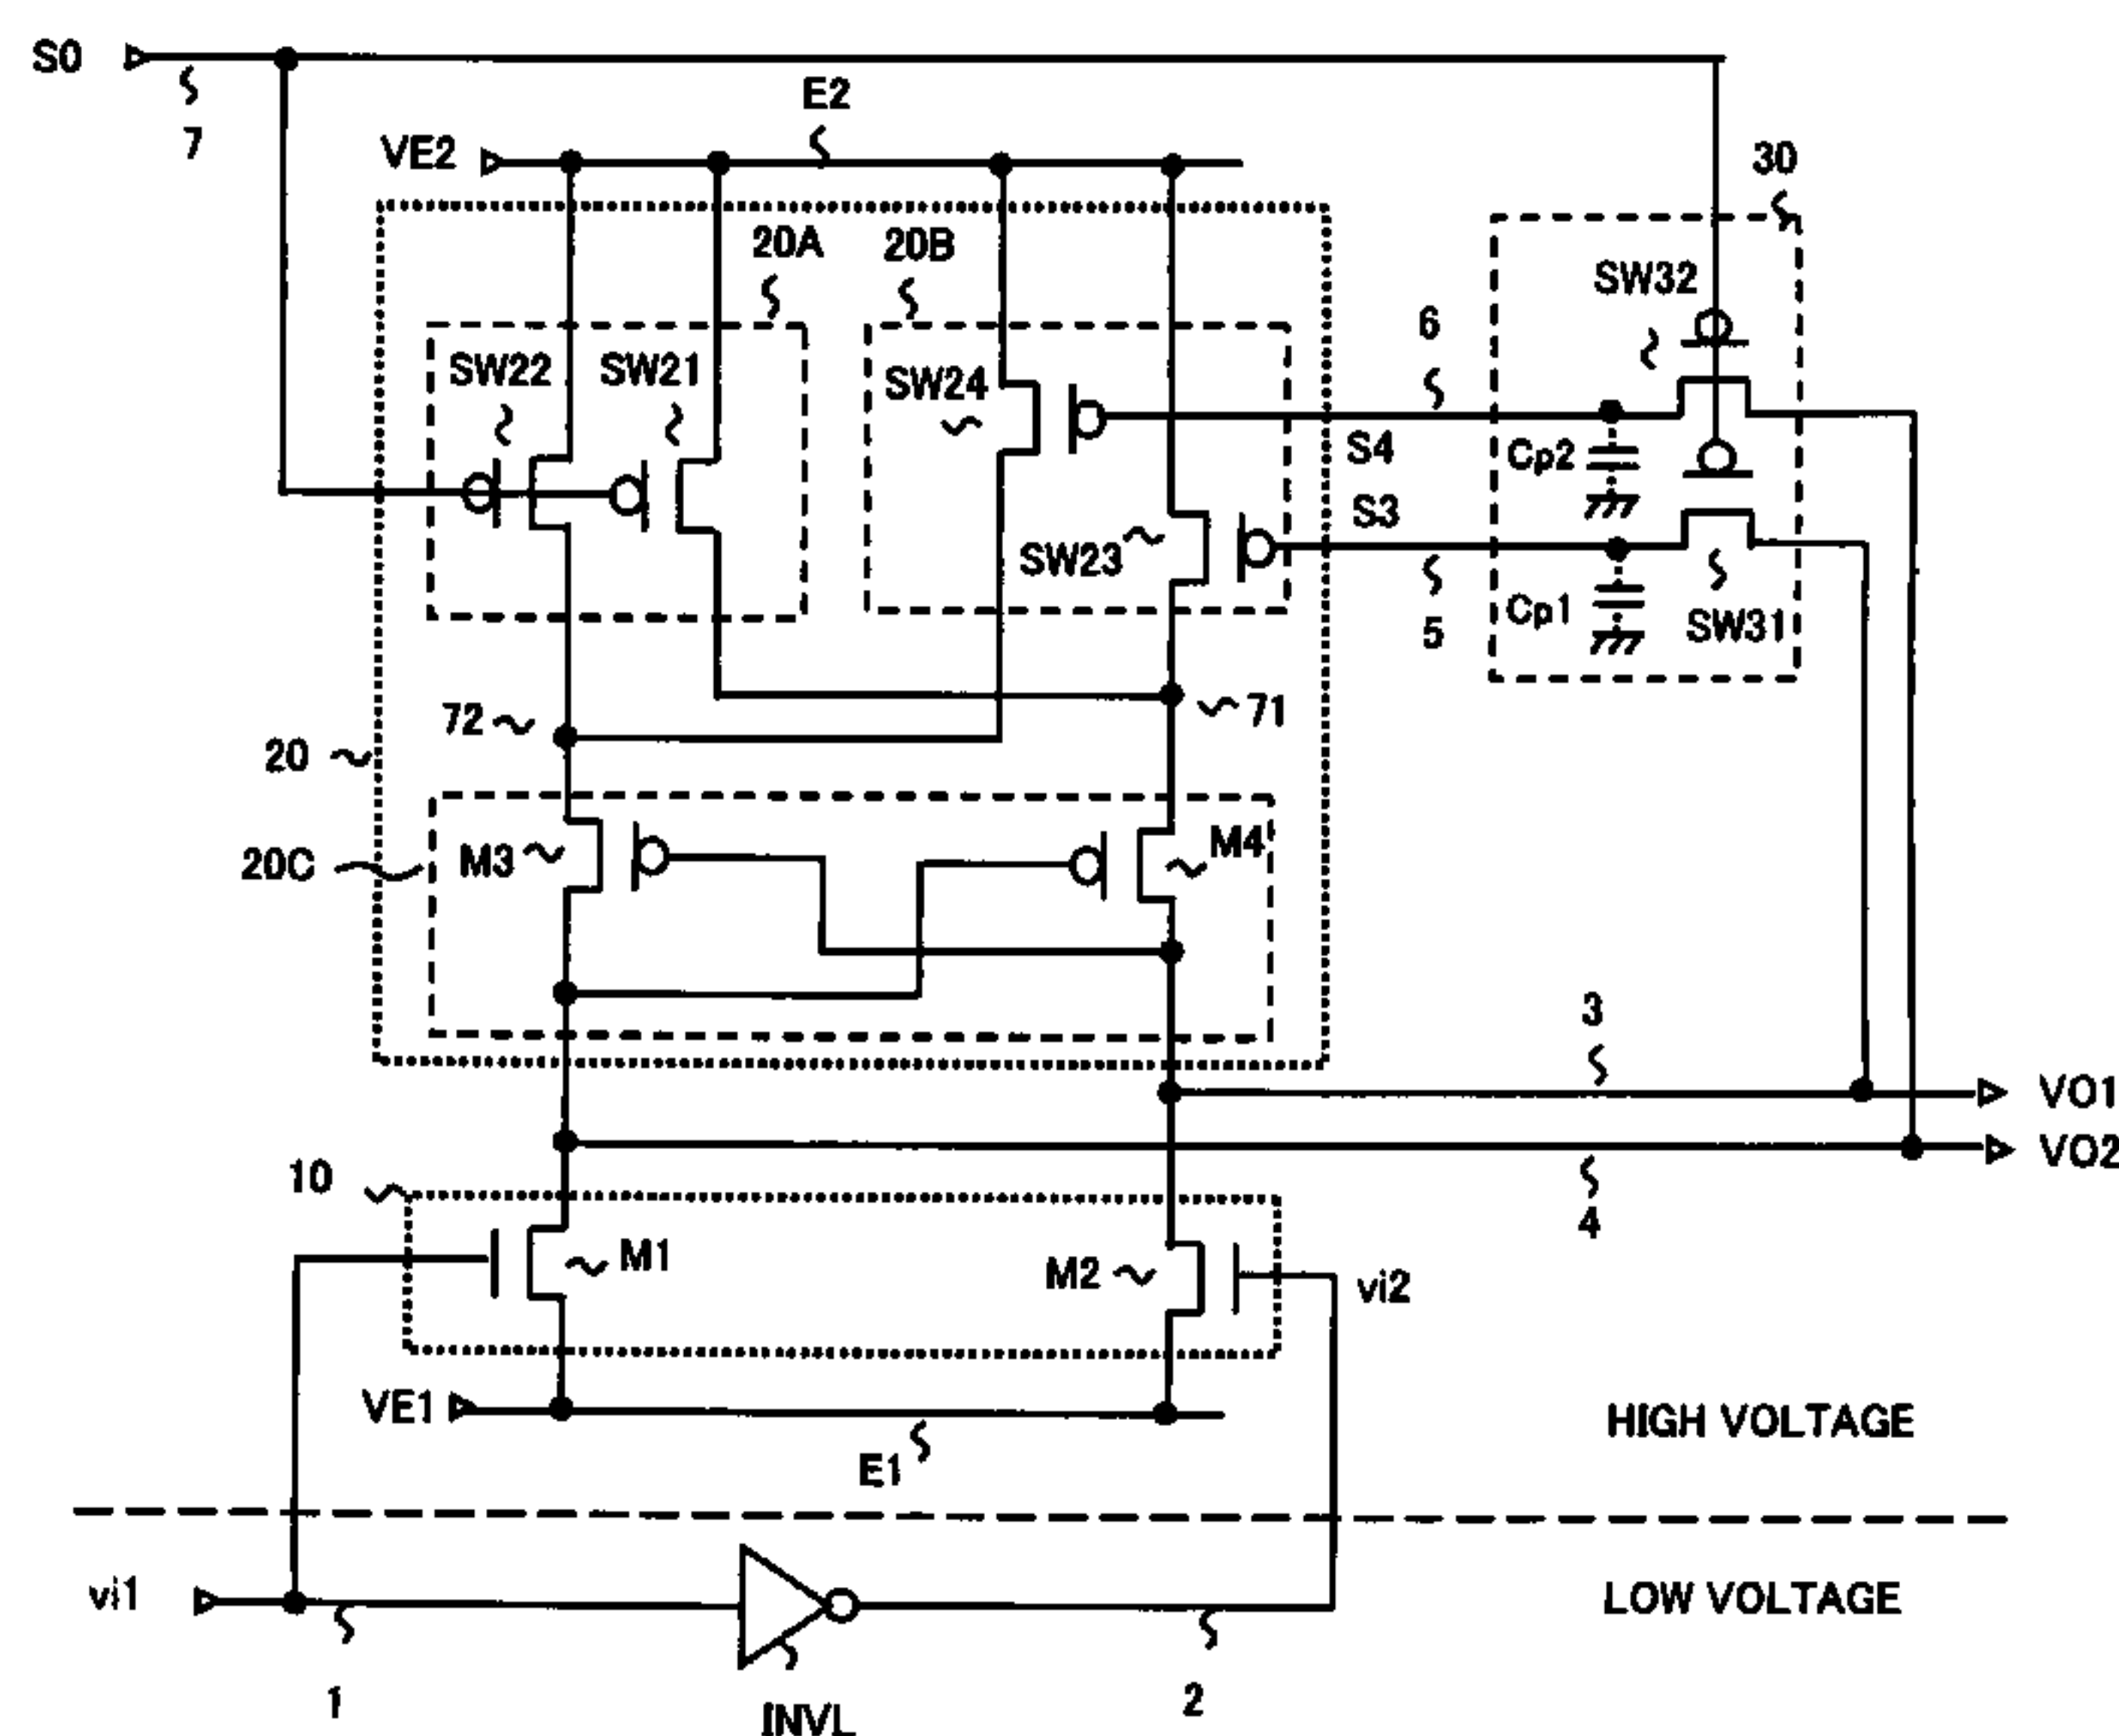 S0
7
E2
VE2
30
20A
20B
SW32
6
SW22
SW21
SW24
S4
Cp2
S3
SW23
5
Cp1
SW31
72
71
20
20C
M3
M4
3
VO1
VO2
10
4
M1
M2
vi2
VE1
E1
HIGH VOLTAGE
LOW VOLTAGE
vi1
1
2
INVL